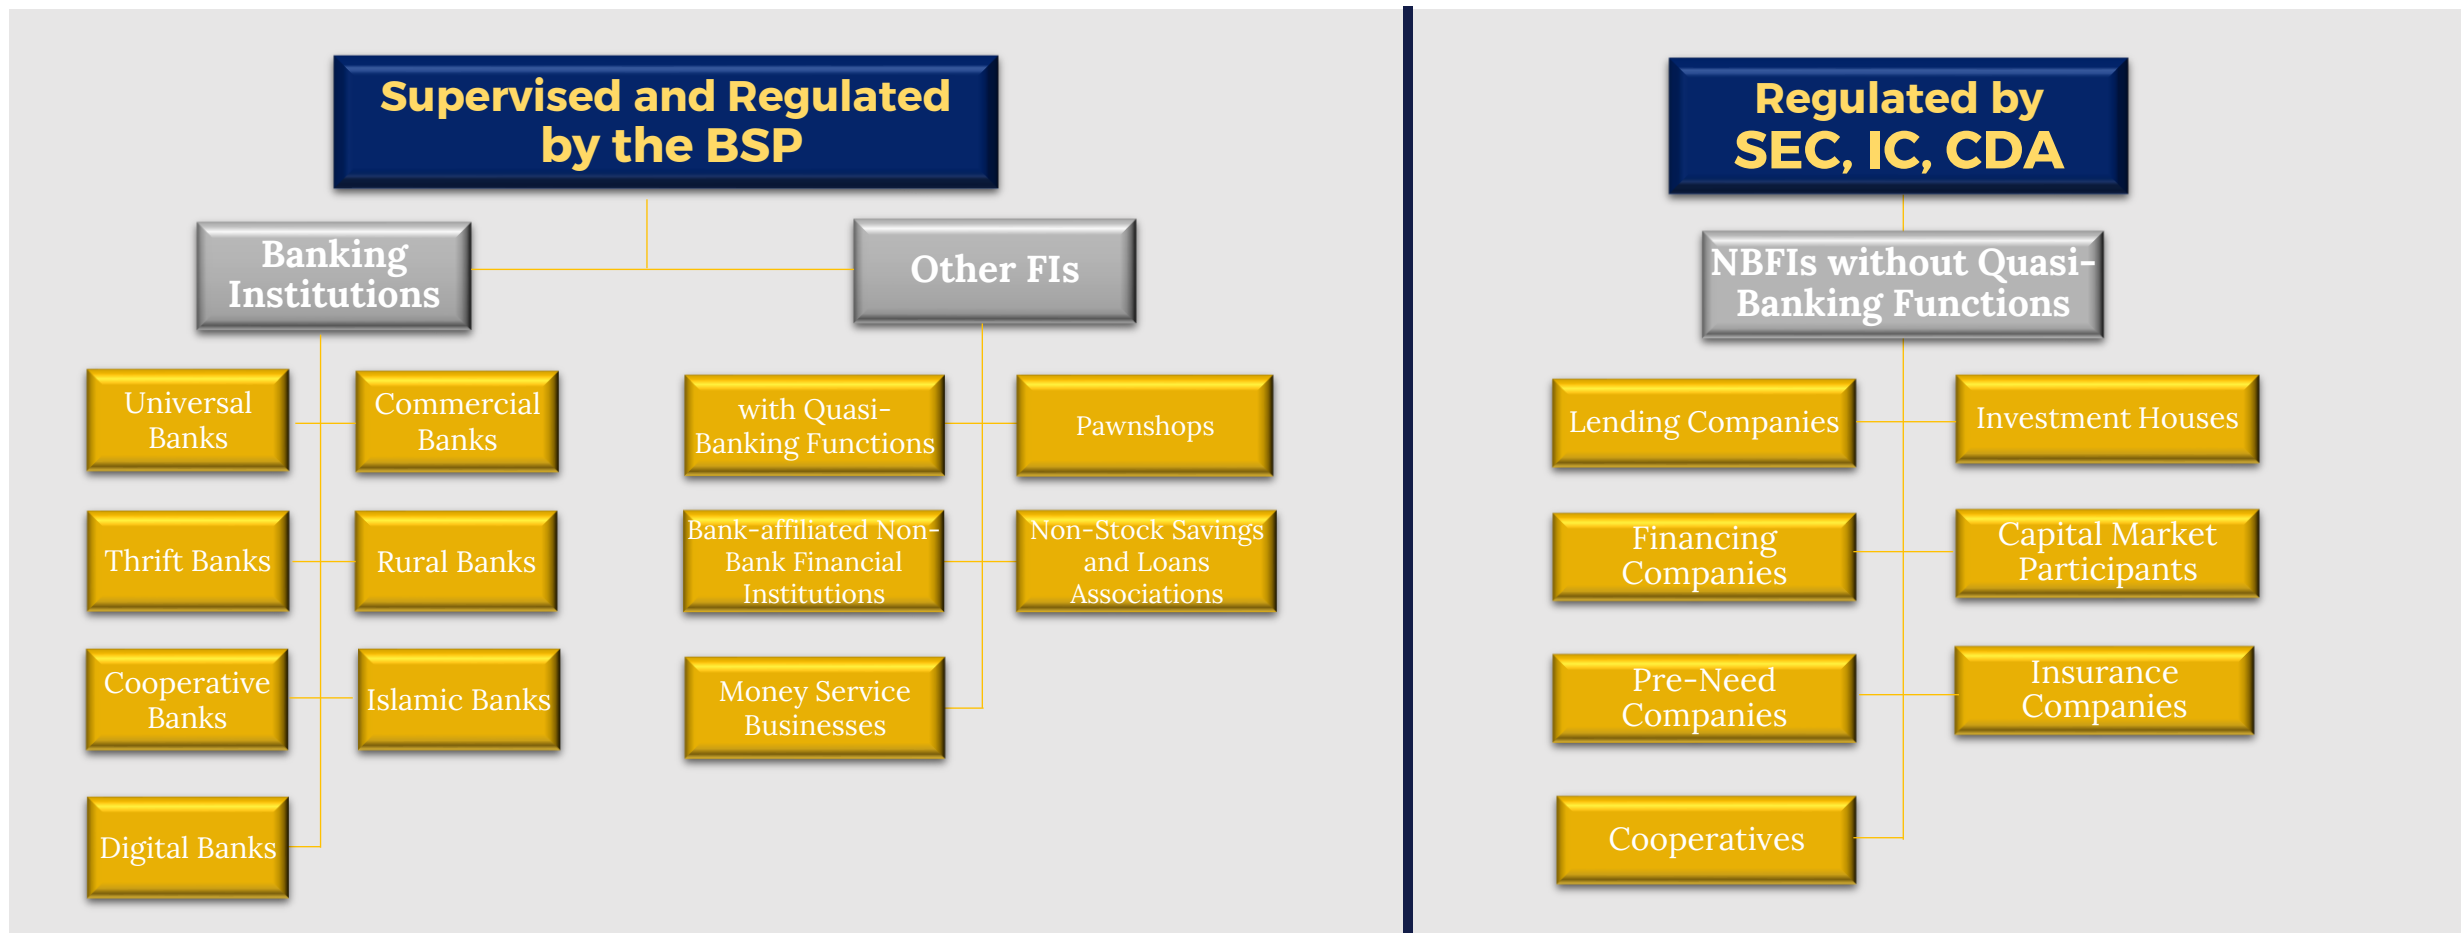 Supervised and Regulated
by the BSP
Banking
Institutions
Other FIs
Universal
Banks
Commercial
Banks
Thrift Banks
Rural Banks
Cooperative
Banks
Islamic Banks
Digital Banks
with Quasi-
Banking Functions
Pawnshops
Bank-affiliated Non-
Bank Financial
Institutions
Non-Stock Savings
and Loans
Associations
Money Service
Businesses
Regulated by
SEC, IC, CDA
NBFIs without Quasi-
Banking Functions
Lending Companies
Investment Houses
Financing
Companies
Capital Market
Participants
Pre-Need
Companies
Insurance
Companies
Cooperatives